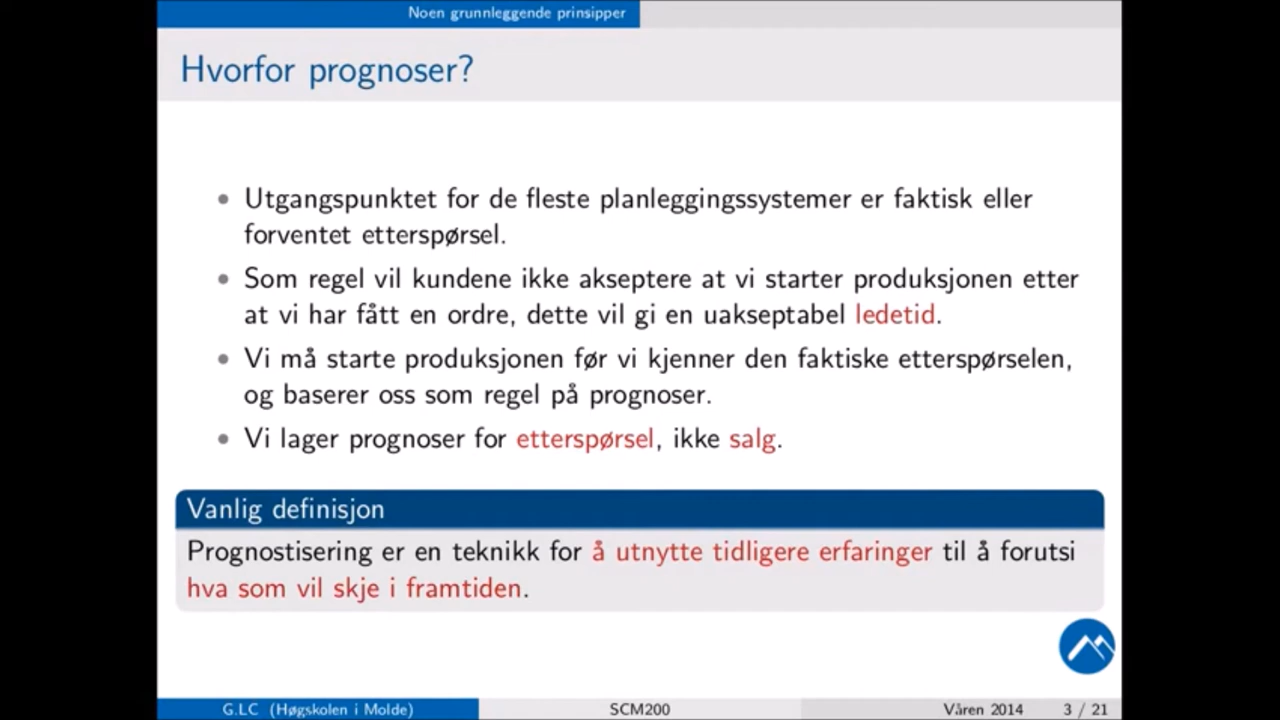 Noen grunnleggende prinsipper
Hvorfor prognoser?
Utgangspunktet for de fleste planleggingssystemer er faktisk eller
forventet etterspørsel.
Som regel vil kundene ikke akseptere at vi starter produksjonen etter
at vi har fått en ordre, dette vil gi en uakseptabel ledetid.
Vi må starte produksjonen før vi kjenner den faktiske etterspørselen,
og baserer oss som regel på prognoser.
Vi lager prognoser for etterspørsel, ikke salg.
Vanlig definisjon
Prognostisering er en teknikk for å utnytte tidligere erfaringer til å forutsi
hva som vil skje i framtiden.
G.LC (Høgskolen i Molde) SCM200 Våren 2014 3 / 21